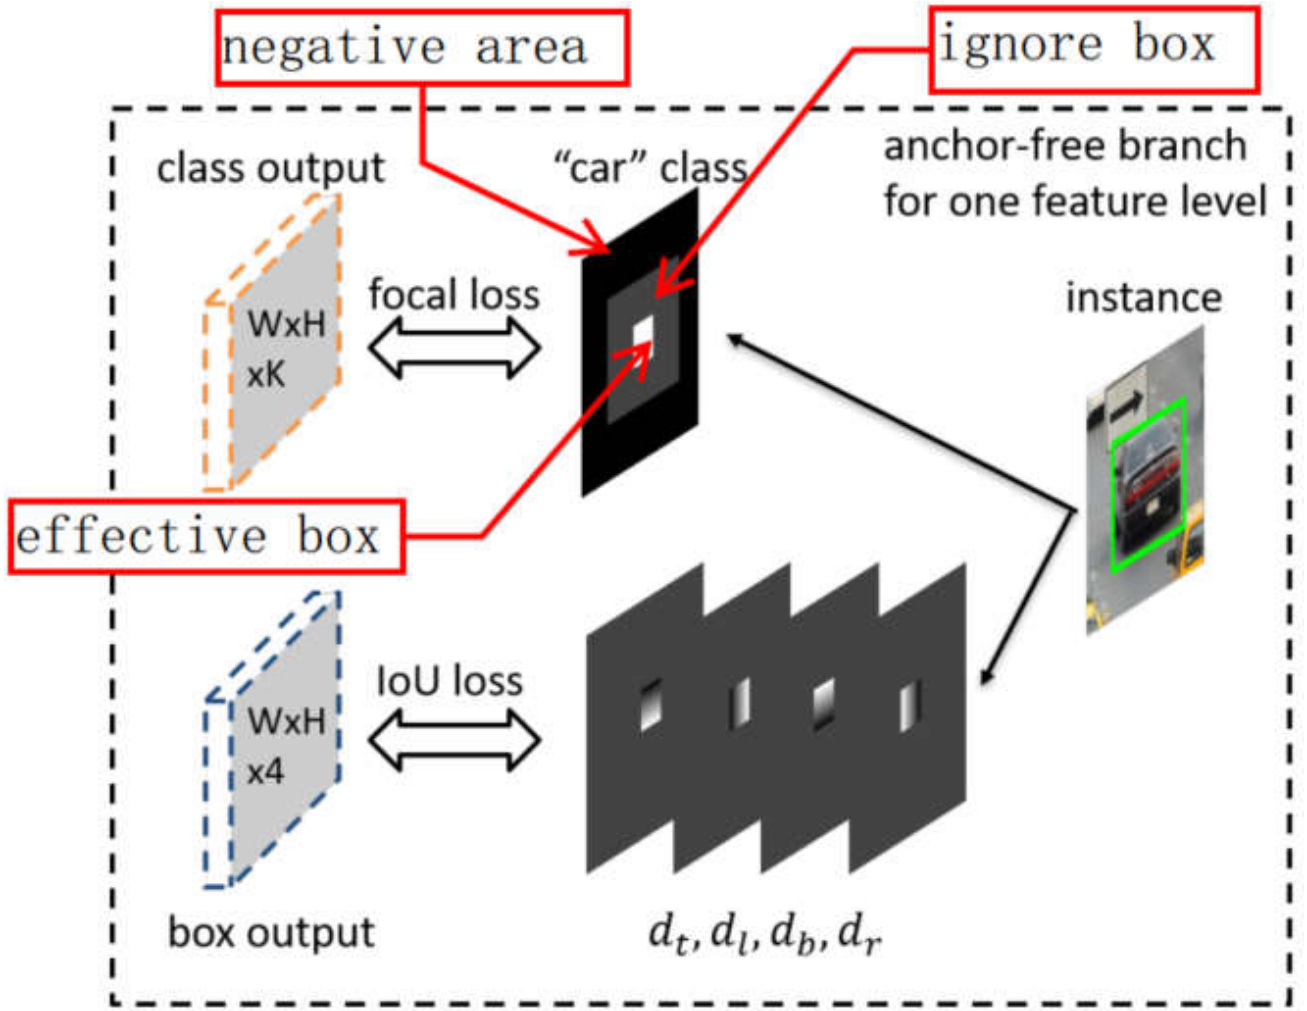 negative area
ignore box
class output
“car” class
anchor-free branch
for one feature level
WxH
xK
focal loss
instance
effective box
WxH
x4
IoU loss
box output
d_t, d_l, d_b, d_r